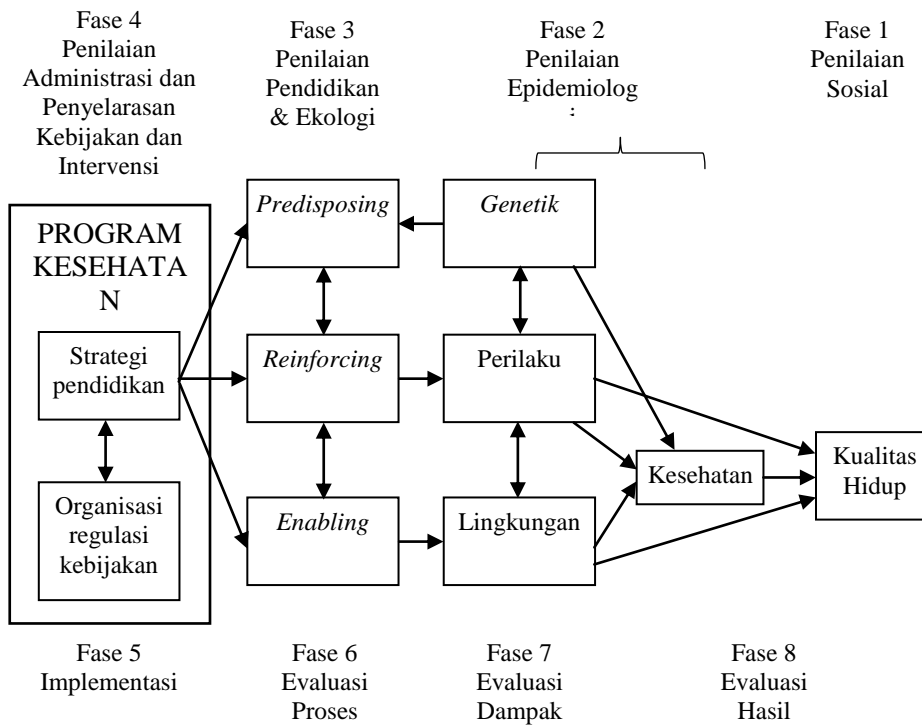 Fase 4
Penilaian
Administrasi dan
Penyelarasan
Kebijakan dan
Intervensi
Fase 3
Penilaian
Pendidikan
& Ekologi
Fase 2
Penilaian
Epidemiolog
Fase 1
Penilaian
Sosial
PROGRAM
KESEHATA
N
Strategi
pendidikan
Organisasi
regulasi
kebijakan
Predisposing
Reinforcing
Enabling
Genetik
Perilaku
Lingkungan
Kesehatan
Kualitas
Hidup
Fase 5
Implementasi
Fase 6
Evaluasi
Proses
Fase 7
Evaluasi
Dampak
Fase 8
Evaluasi
Hasil